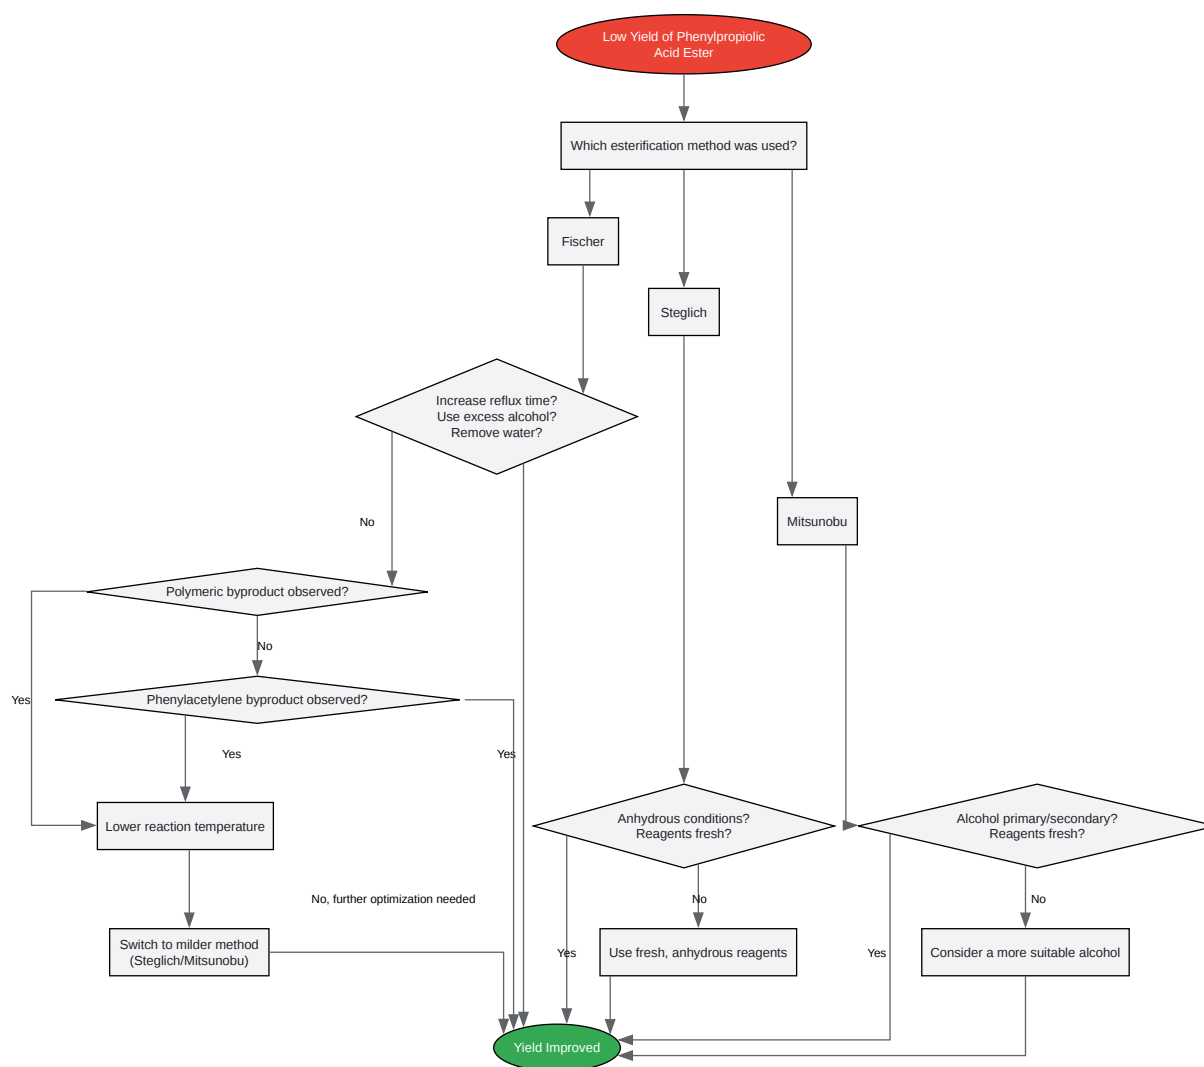 Low Yield of Phenylpropiolic
Acid Ester
Which esterification method was used?
Fischer
Steglich
Increase reflux time?
Use excess alcohol?
Remove water?
Mitsunobu
No
Polymeric byproduct observed?
No
Yes
Phenylacetylene byproduct observed?
Yes
Yes
Lower reaction temperature
Anhydrous conditions?
Reagents fresh?
Alcohol primary/secondary?
Reagents fresh?
No, further optimization needed
No
No
Switch to milder method
(Steglich/Mitsunobu)
Yes
Use fresh, anhydrous reagents
Yes
Consider a more suitable alcohol
Yield Improved